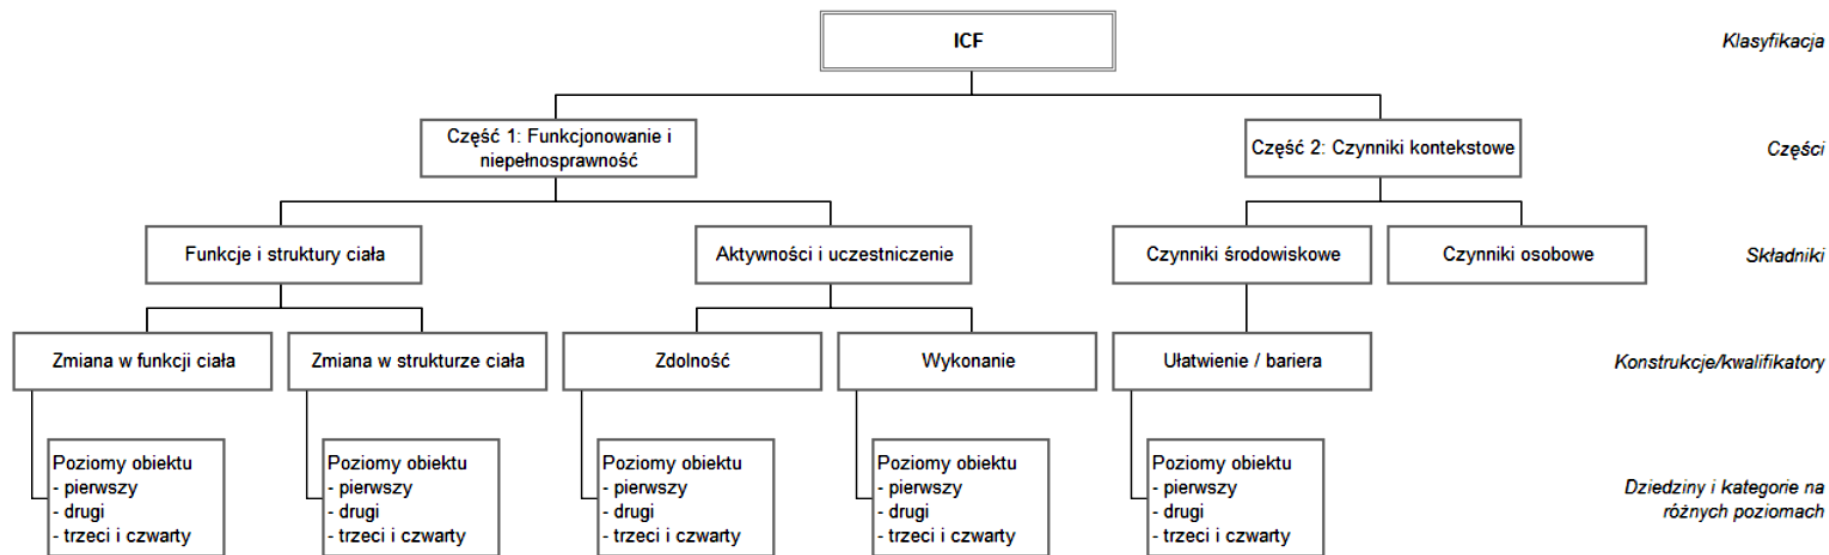 ICF
Klasyfikacja
Część 1: Funkcjonowanie i
niepełnosprawność
Część 2: Czynniki kontekstowe
Części
Funkcje i struktury ciała
Aktywności i uczestniczenie
Czynniki środowiskowe
Czynniki osobowe
Składniki
Zmiana w funkcji ciała
Zmiana w strukturze ciała
Zdolność
Wykonanie
Ułatwienie / bariera
Konstrukcje/kwalifikatory
Poziomy obiektu
- pierwszy
- drugi
- trzeci i czwarty
Poziomy obiektu
- pierwszy
- drugi
- trzeci i czwarty
Poziomy obiektu
- pierwszy
- drugi
- trzeci i czwarty
Poziomy obiektu
- pierwszy
- drugi
- trzeci i czwarty
Poziomy obiektu
- pierwszy
- drugi
- trzeci i czwarty
Dziedziny i kategorie na
różnych poziomach